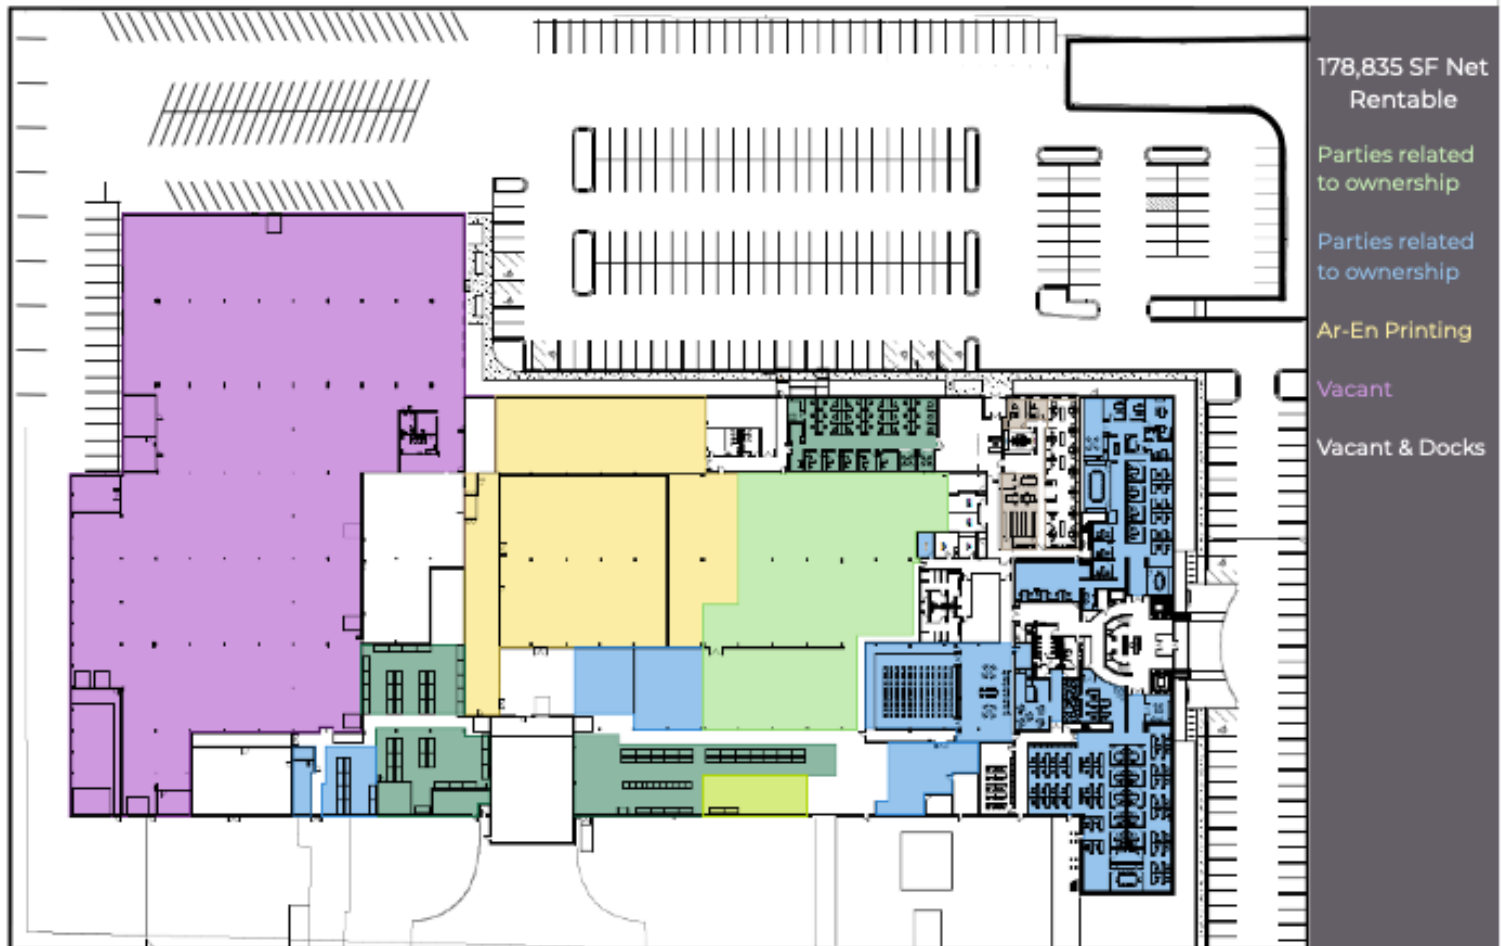 178,835 SF Net
Rentable
Parties related
to ownership
Parties related
to ownership
Ar-En Printing
Vacant
Vacant & Docks